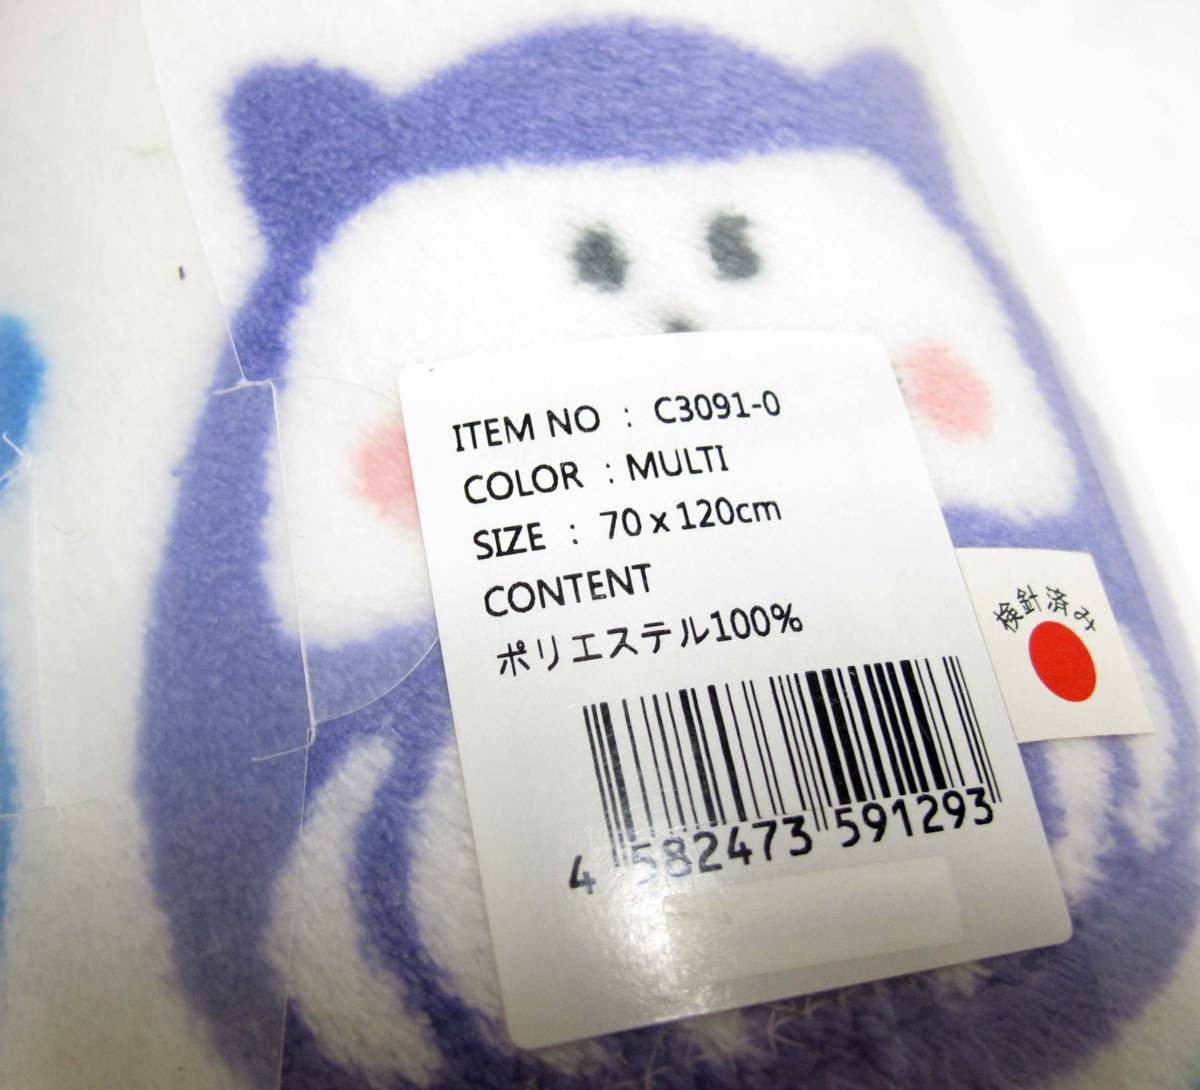 ITEM NO : C3091-0
COLOR : MULTI
SIZE : 70 x 120cm
CONTENT
ポリエステル100%
4 582473 591293
検針済み